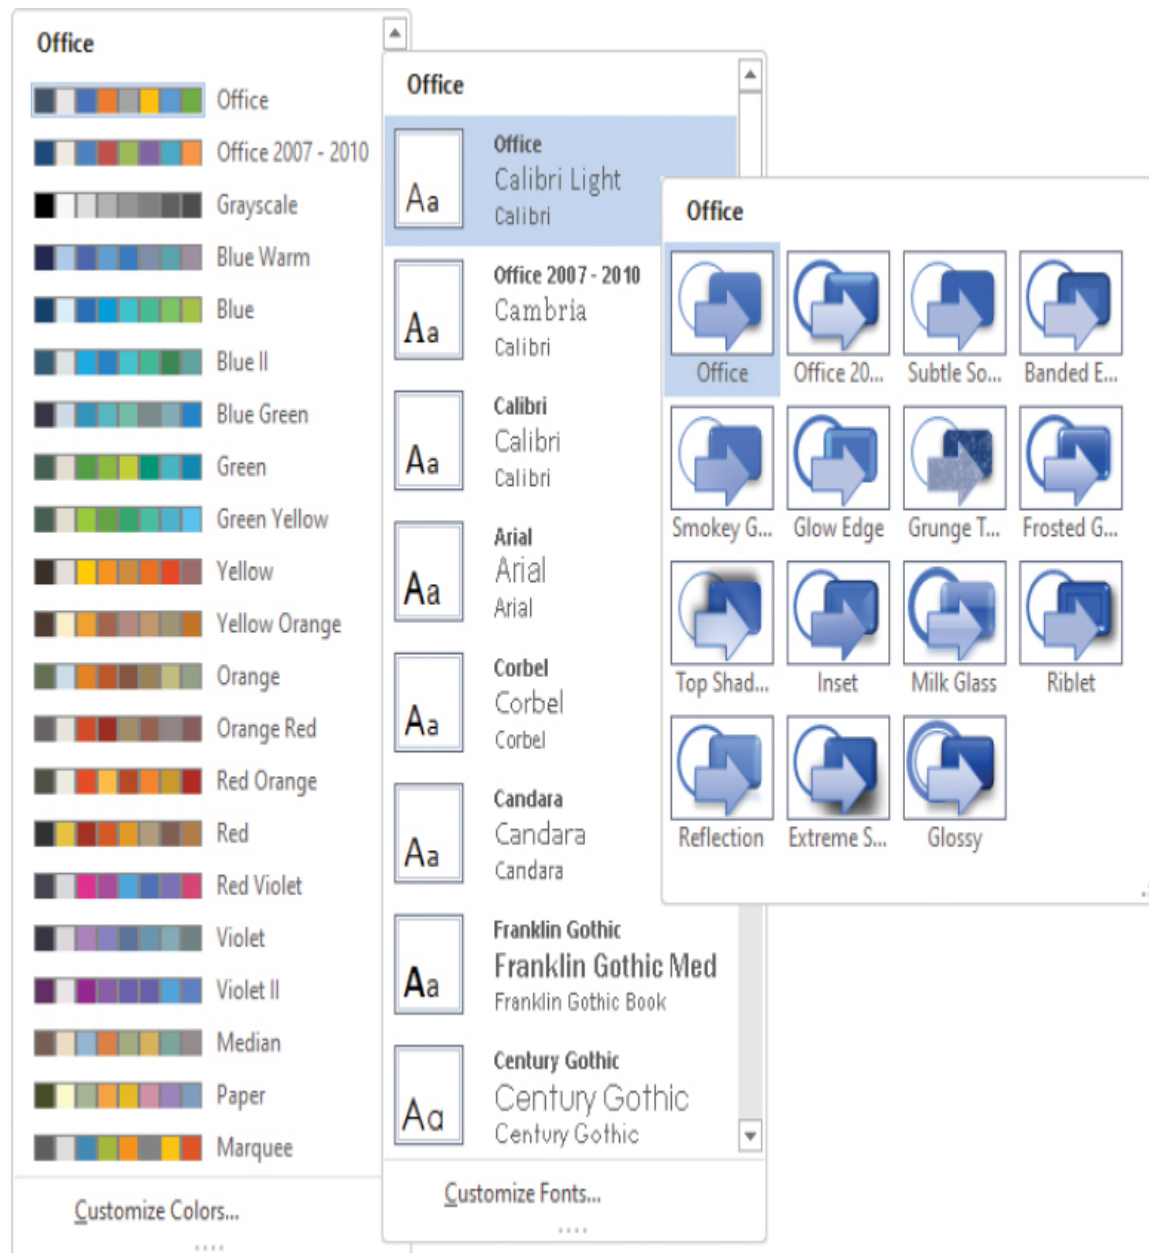 Office
Office
Office 2007 - 2010
Grayscale
Blue Warm
Blue
Blue II
Blue Green
Green
Green Yellow
Yellow
Yellow Orange
Orange
Orange Red
Red Orange
Red
Red Violet
Violet
Violet II
Median
Paper
Marquee
Customize Colors...
Office
Aa
Office
Calibri Light
Calibri
Aa
Office 2007 - 2010
Cambria
Calibri
Aa
Calibri
Calibri
Calibri
Aa
Arial
Arial
Arial
Aa
Corbel
Corbel
Corbel
Aa
Candara
Candara
Candara
Aa
Franklin Gothic
Franklin Gothic Med
Franklin Gothic Book
Aa
Century Gothic
Century Gothic
Century Gothic
Customize Fonts...
Office
Office Office 20... Subtle So... Banded E...
Smokey G... Glow Edge Grunge T... Frosted G...
Top Shad... Inset Milk Glass Riblet
Reflection Extreme S... Glossy